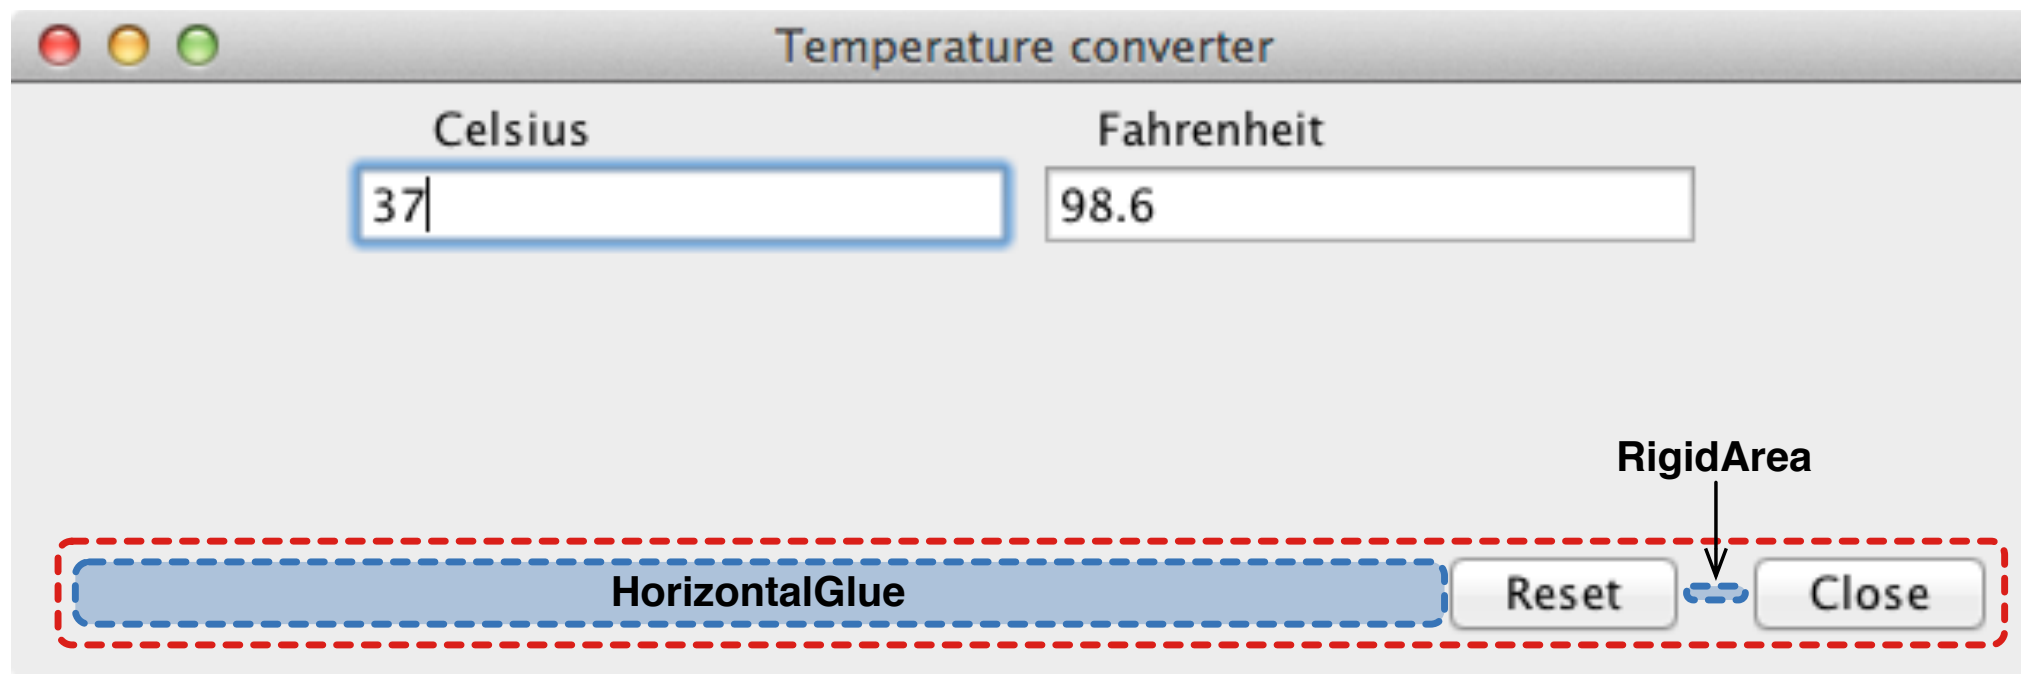 Temperature converter
Celsius Fahrenheit
37 98.6
RigidArea
HorizontalGlue Reset Close